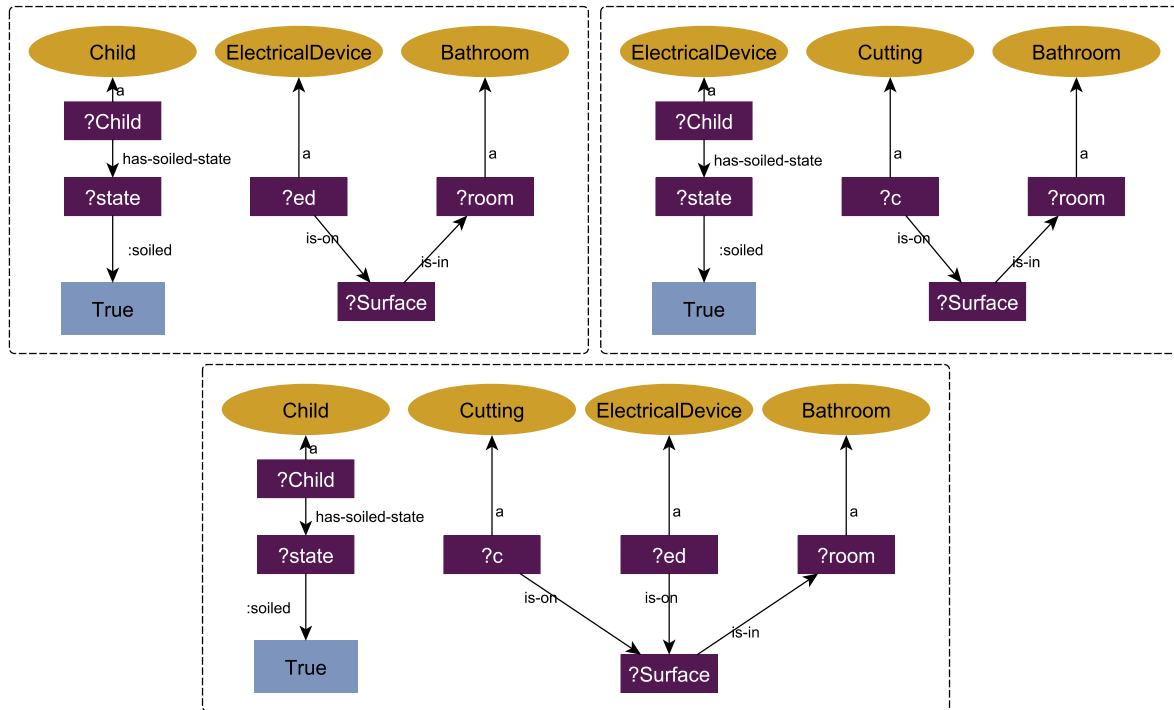 Child
ElectricalDevice
Bathroom
a
?Child
has-soiled-state
a
a
?state
?ed
?room
:soiled
is-on
is-in
True
?Surface
ElectricalDevice
Cutting
Bathroom
a
?Child
has-soiled-state
a
a
?state
?c
?room
:soiled
is-on
is-in
True
?Surface
Child
Cutting
ElectricalDevice
Bathroom
a
?Child
has-soiled-state
a
a
a
?state
?c
?ed
?room
:soiled
is-on
is-on
is-in
True
?Surface